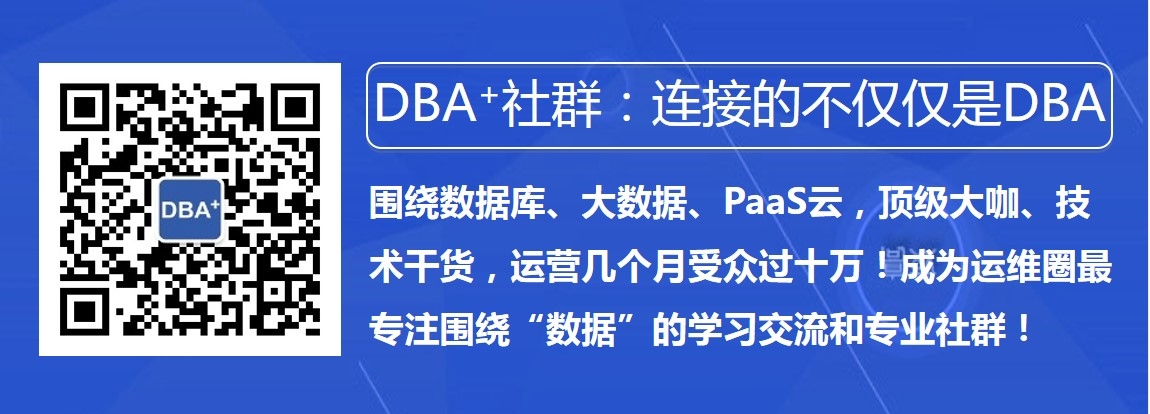 DBA⁺
DBA⁺社群：连接的不仅仅是DBA
围绕数据库、大数据、PaaS云，顶级大咖、技
术干货，运营几个月受众过十万！成为运维圈最
专注围绕“数据”的学习交流和专业社群！